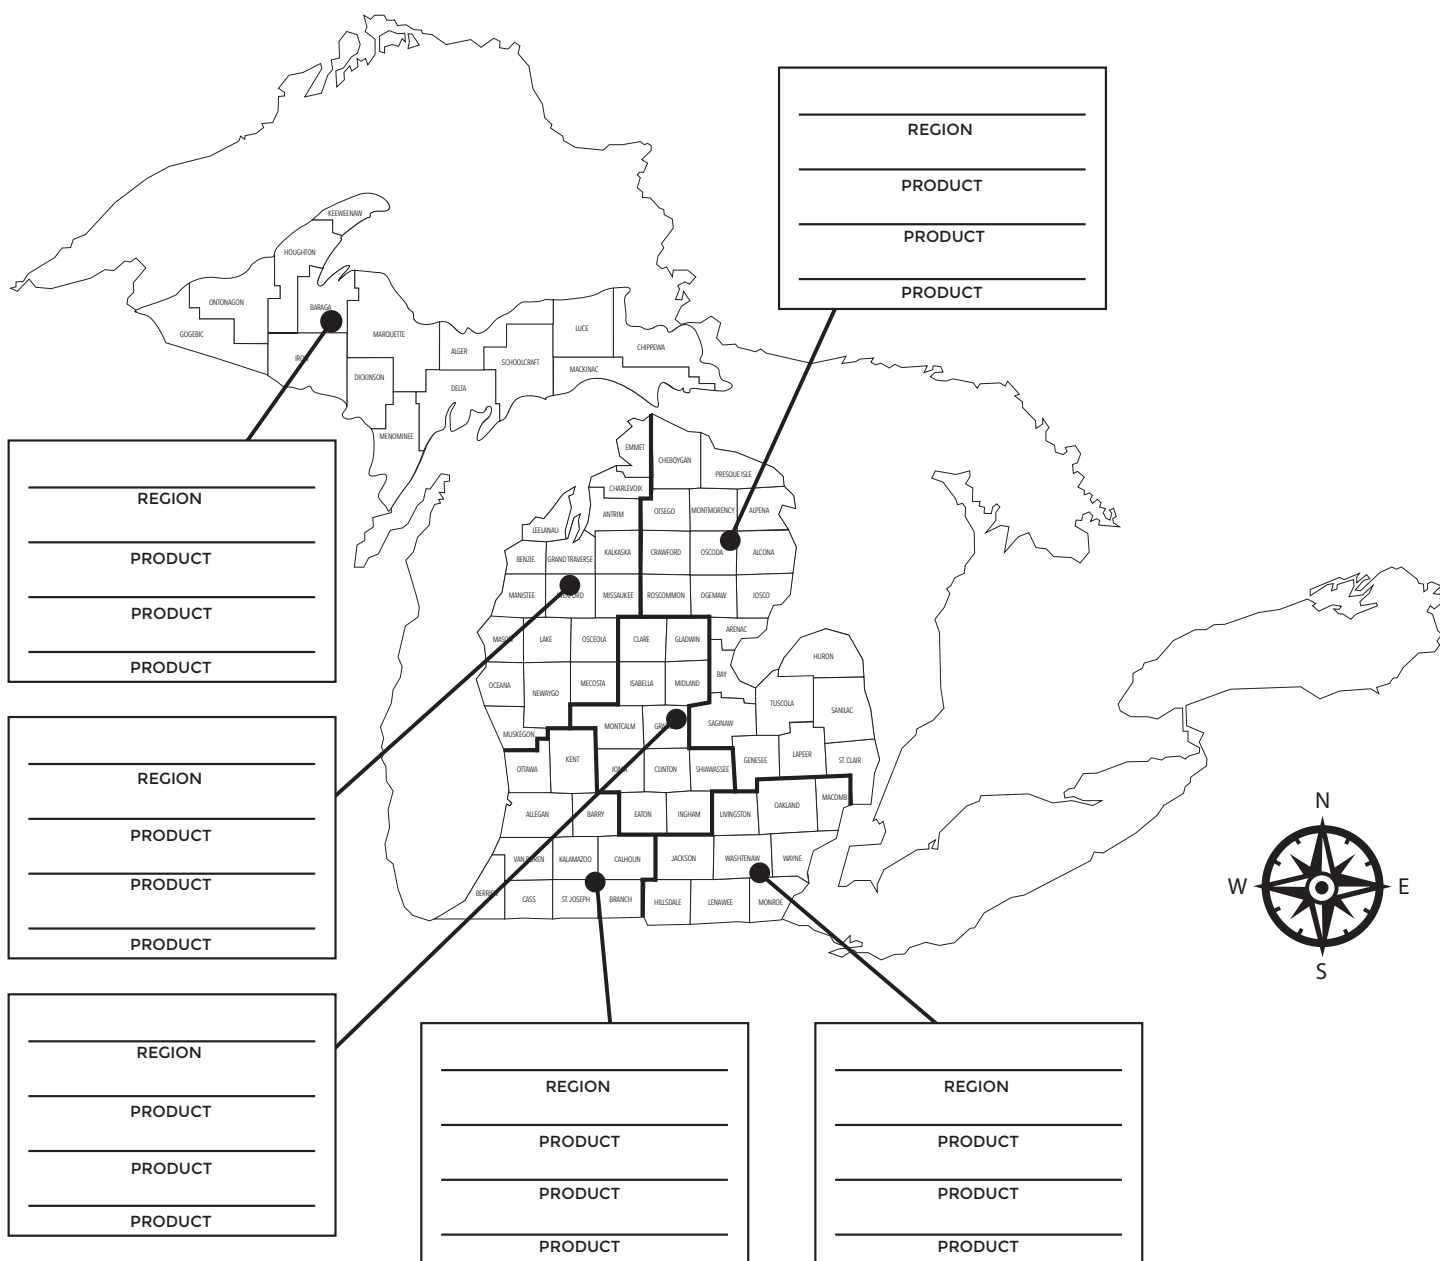 REGION
PRODUCT
PRODUCT
PRODUCT
KEEWEENAW
HOUGHTON
ONTONAGON
BARAGA
GOGEBIC
MARQUETTE
LUCE
CHIPPEWA
ALGER
SCHOOLCRAFT
MACKINAC
DICKINSON
DELTA
MENOMINEE
REGION
PRODUCT
PRODUCT
PRODUCT
EMMET
CHEBOYGAN
PRESQUE ISLE
CHARLEVOIX
ANTRIM
OTSEGO
MONTMORENCY
ALPENA
LEELANAU
BENZIE
GRAND TRAVERSE
KALKASKA
CRAWFORD
OSCODA
ALCONA
MANISTEE
MISSAUKEE
ROSCOMMON
OGEMAW
IOSCO
LAKE
OSCEOLA
CLARE
GLADWIN
ARENAC
HURON
OCEANA
NEWAYGO
MECOSTA
ISABELLA
MIDLAND
BAY
TUSCOLA
SANILAC
MUSKEGON
MONTCALM
SAGINAW
OTTAWA
KENT
CLINTON
SHIAWASSEE
GENESEE
LAPEER
ST. CLAIR
ALLEGAN
BARRY
EATON
INGHAM
LIVINGSTON
OAKLAND
MACOMB
KALAMAZOO
CALHOUN
JACKSON
WASHTENAW
WAYNE
CASS
ST. JOSEPH
BRANCH
HILLSDALE
LENAWEE
MONROE
REGION
PRODUCT
PRODUCT
PRODUCT
N
W
E
S
REGION
PRODUCT
PRODUCT
PRODUCT
REGION
PRODUCT
PRODUCT
PRODUCT
REGION
PRODUCT
PRODUCT
PRODUCT